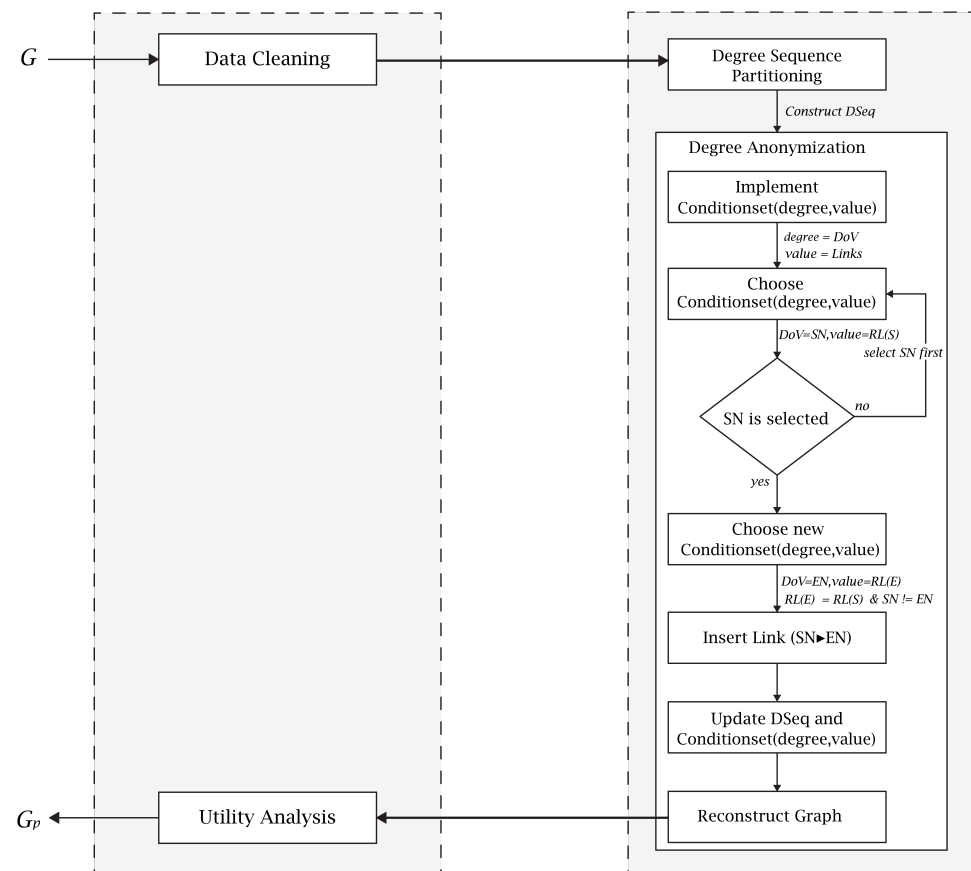 G
Data Cleaning
Degree Sequence
Partitioning
Construct DSeq
Degree Anonymization
Implement
Conditionset(degree,value)
degree = DoV
value = Links
Choose
Conditionset(degree,value)
DoV=SN,value=RL(S)
select SN first
SN is selected
no
yes
Choose new
Conditionset(degree,value)
DoV=EN,value=RL(E)
RL(E) = RL(S) & SN != EN
Insert Link (SN▸EN)
Update DSeq and
Conditionset(degree,value)
Reconstruct Graph
Utility Analysis
Gp